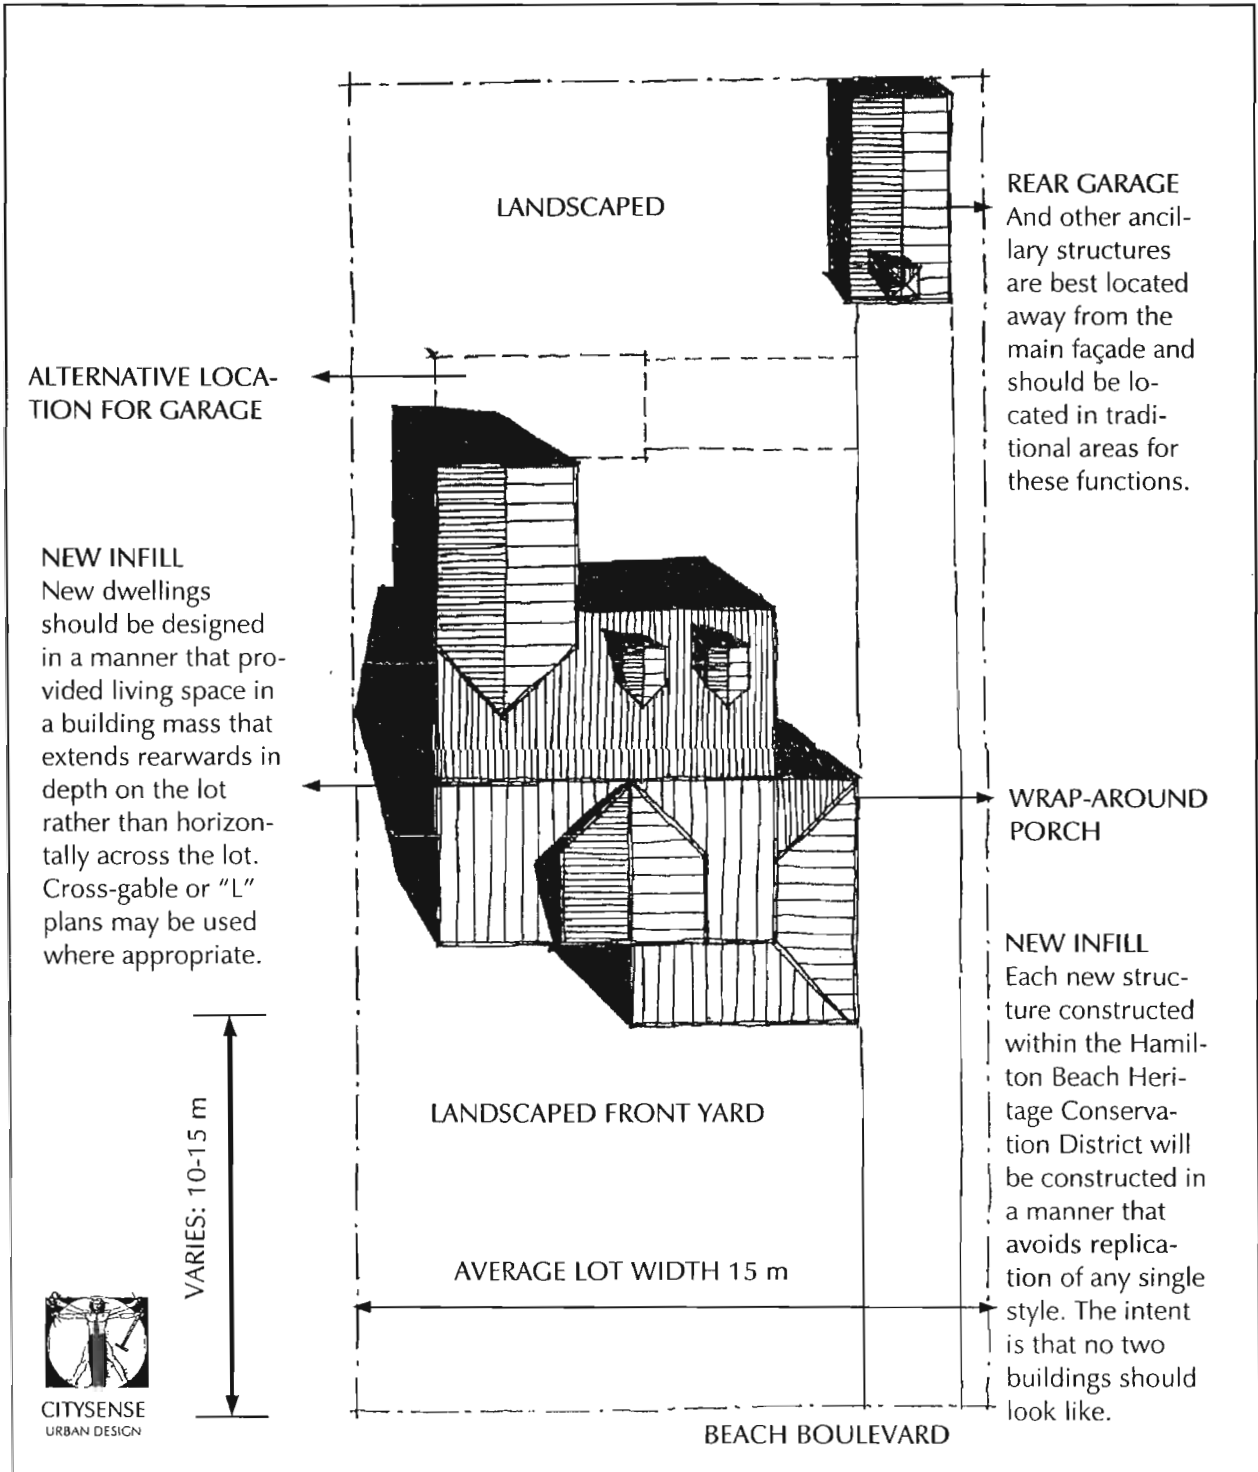 LANDSCAPED
REAR GARAGE
And other ancil-
lary structures
are best located
away from the
main façade and
should be lo-
cated in tradi-
tional areas for
these functions.
ALTERNATIVE LOCA-
TION FOR GARAGE
NEW INFILL
New dwellings
should be designed
in a manner that pro-
vided living space in
a building mass that
extends rearwards in
depth on the lot
rather than horizon-
tally across the lot.
Cross-gable or "L"
plans may be used
where appropriate.
WRAP-AROUND
PORCH
NEW INFILL
Each new struc-
ture constructed
within the Hamil-
ton Beach Heri-
tage Conserva-
tion District will
be constructed in
a manner that
avoids replica-
tion of any single
style. The intent
is that no two
buildings should
look like.
LANDSCAPED FRONT YARD
VARIES: 10-15 m
AVERAGE LOT WIDTH 15 m
CITYSENSE
URBAN DESIGN
BEACH BOULEVARD